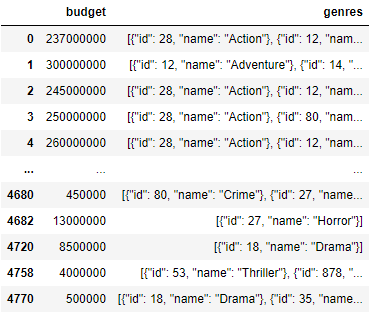 budget genres
0 237000000 [{"id": 28, "name": "Action"}, {"id": 12, "nam...
1 300000000 [{"id": 12, "name": "Adventure"}, {"id": 14, "...
2 245000000 [{"id": 28, "name": "Action"}, {"id": 12, "nam...
3 250000000 [{"id": 28, "name": "Action"}, {"id": 80, "nam...
4 260000000 [{"id": 28, "name": "Action"}, {"id": 12, "nam...
... ... ...
4680 450000 [{"id": 80, "name": "Crime"}, {"id": 27, "name...
4682 13000000 [{"id": 27, "name": "Horror"}]
4720 8500000 [{"id": 18, "name": "Drama"}]
4758 4000000 [{"id": 53, "name": "Thriller"}, {"id": 878, "...
4770 500000 [{"id": 18, "name": "Drama"}, {"id": 35, "name...